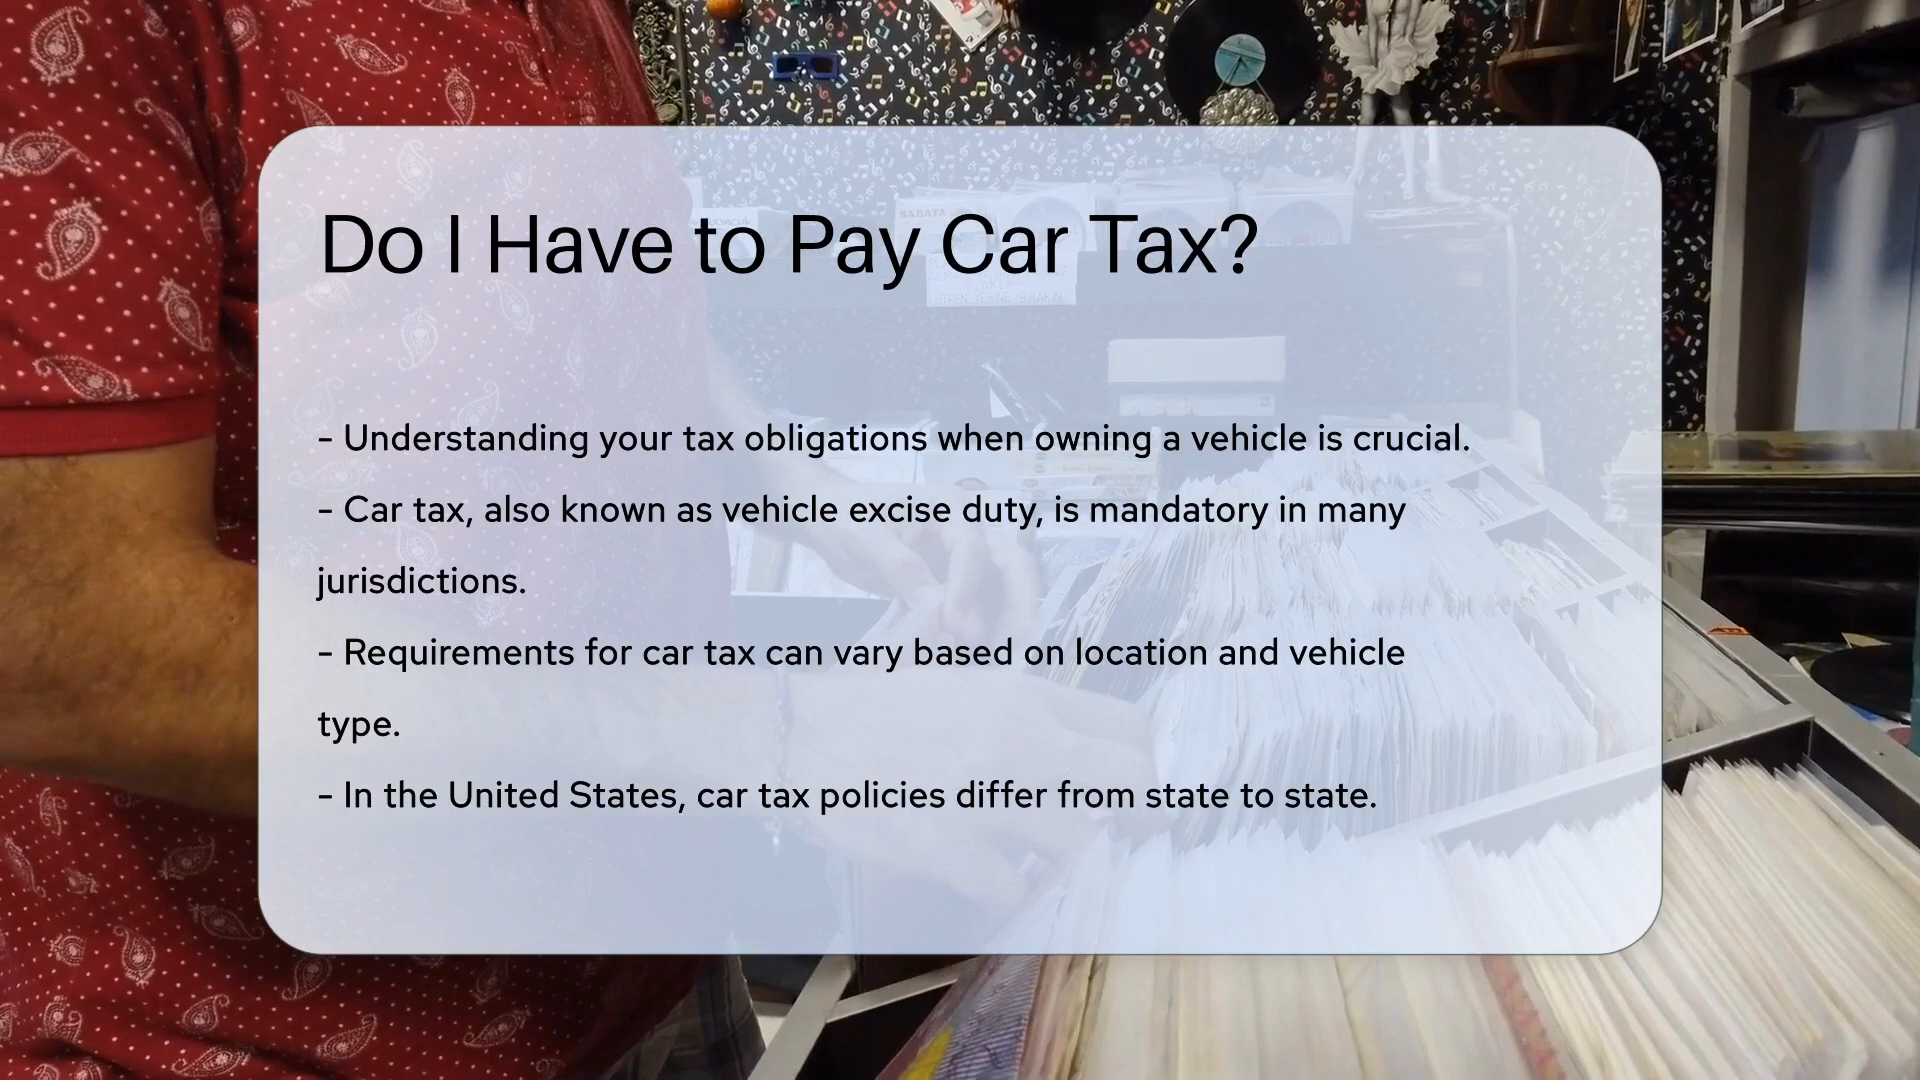 Do I Have to Pay Car Tax?
- Understanding your tax obligations when owning a vehicle is crucial.
- Car tax, also known as vehicle excise duty, is mandatory in many
jurisdictions.
- Requirements for car tax can vary based on location and vehicle
type.
- In the United States, car tax policies differ from state to state.
SABATA